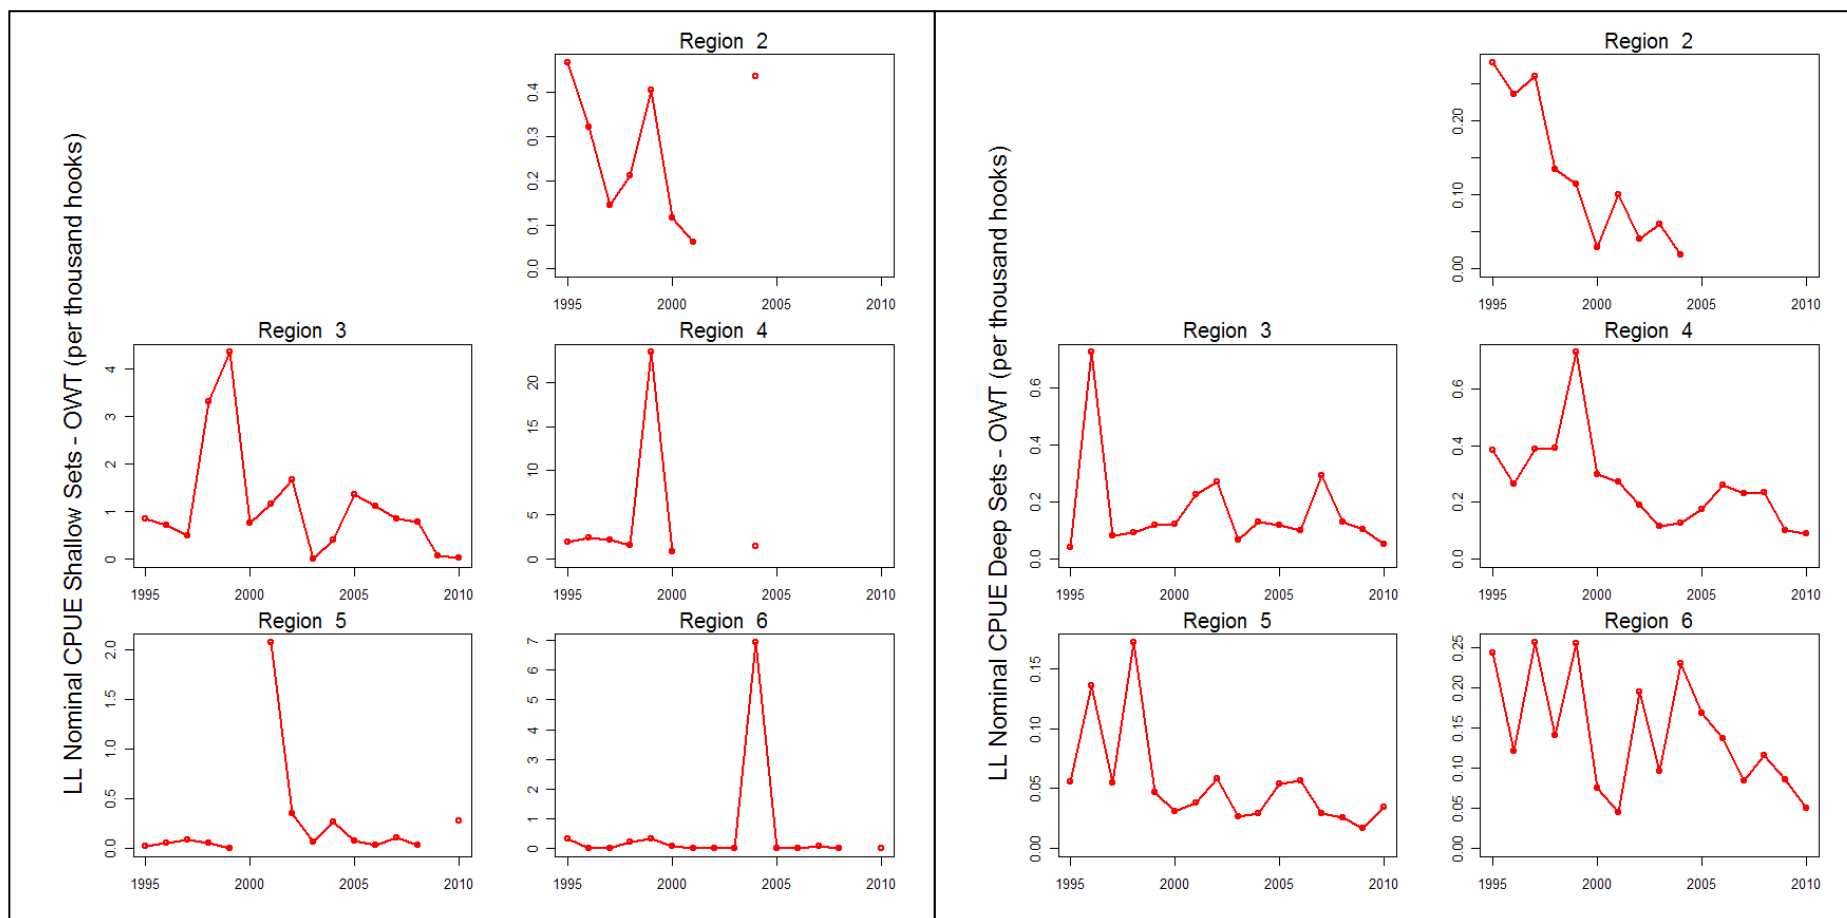 LL Nominal CPUE Shallow Sets - OWT (per thousand hooks)
Region 2
0.4
0.3
0.2
0.1
0.0
1995 2000 2005 2010
Region 3
4
3
2
1
0
1995 2000 2005 2010
Region 4
20
15
10
5
0
1995 2000 2005 2010
Region 5
2.0
1.5
1.0
0.5
0.0
1995 2000 2005 2010
Region 6
7
6
5
4
3
2
1
0
1995 2000 2005 2010
LL Nominal CPUE Deep Sets - OWT (per thousand hooks)
Region 2
0.20
0.10
0.00
1995 2000 2005 2010
Region 3
0.6
0.4
0.2
0.0
1995 2000 2005 2010
Region 4
0.6
0.4
0.2
0.0
1995 2000 2005 2010
Region 5
0.15
0.10
0.05
0.00
1995 2000 2005 2010
Region 6
0.25
0.20
0.15
0.10
0.05
0.00
1995 2000 2005 2010